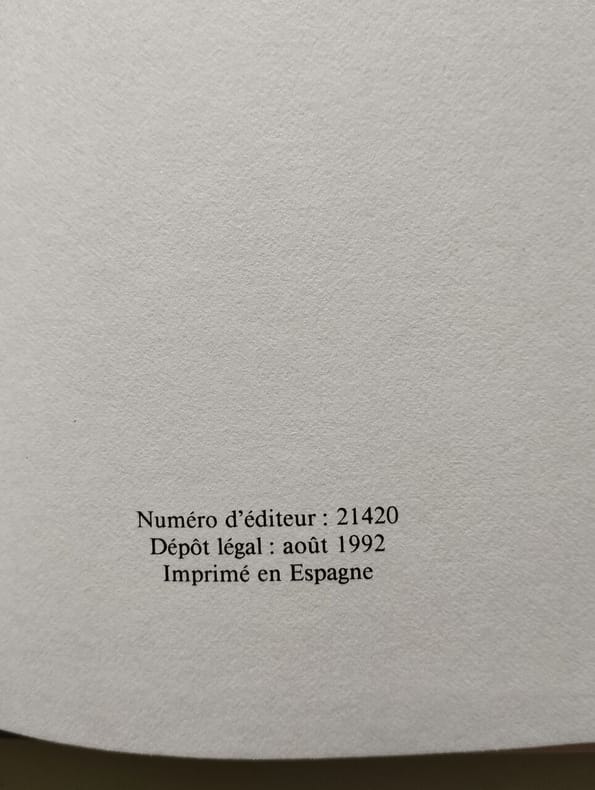 Numéro d'éditeur : 21420
Dépôt légal : août 1992
Imprimé en Espagne